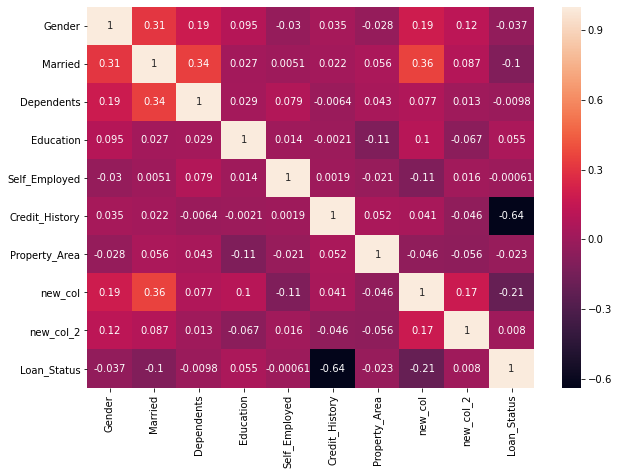 Gender 1 0.31 0.19 0.095 -0.03 0.035 -0.028 0.19 0.12 -0.037
Married 0.31 1 0.34 0.027 0.0051 0.022 0.056 0.36 0.087 -0.1
Dependents 0.19 0.34 1 0.029 0.079 -0.0064 0.043 0.077 0.013 -0.0098
Education 0.095 0.027 0.029 1 0.014 -0.0021 -0.11 0.1 -0.067 0.055
Self_Employed -0.03 0.0051 0.079 0.014 1 0.0019 -0.021 -0.11 0.016 -0.00061
Credit_History 0.035 0.022 -0.0064 -0.0021 0.0019 1 0.052 0.041 -0.046 -0.64
Property_Area -0.028 0.056 0.043 -0.11 -0.021 0.052 1 -0.046 -0.056 -0.023
new_col 0.19 0.36 0.077 0.1 -0.11 0.041 -0.046 1 0.17 -0.21
new_col_2 0.12 0.087 0.013 -0.067 0.016 -0.046 -0.056 0.17 1 0.008
Loan_Status -0.037 -0.1 -0.0098 0.055 -0.00061 -0.64 -0.023 -0.21 0.008 1
Gender Married Dependents Education Self_Employed Credit_History Property_Area new_col new_col_2 Loan_Status
0.9
0.6
0.3
0.0
-0.3
-0.6